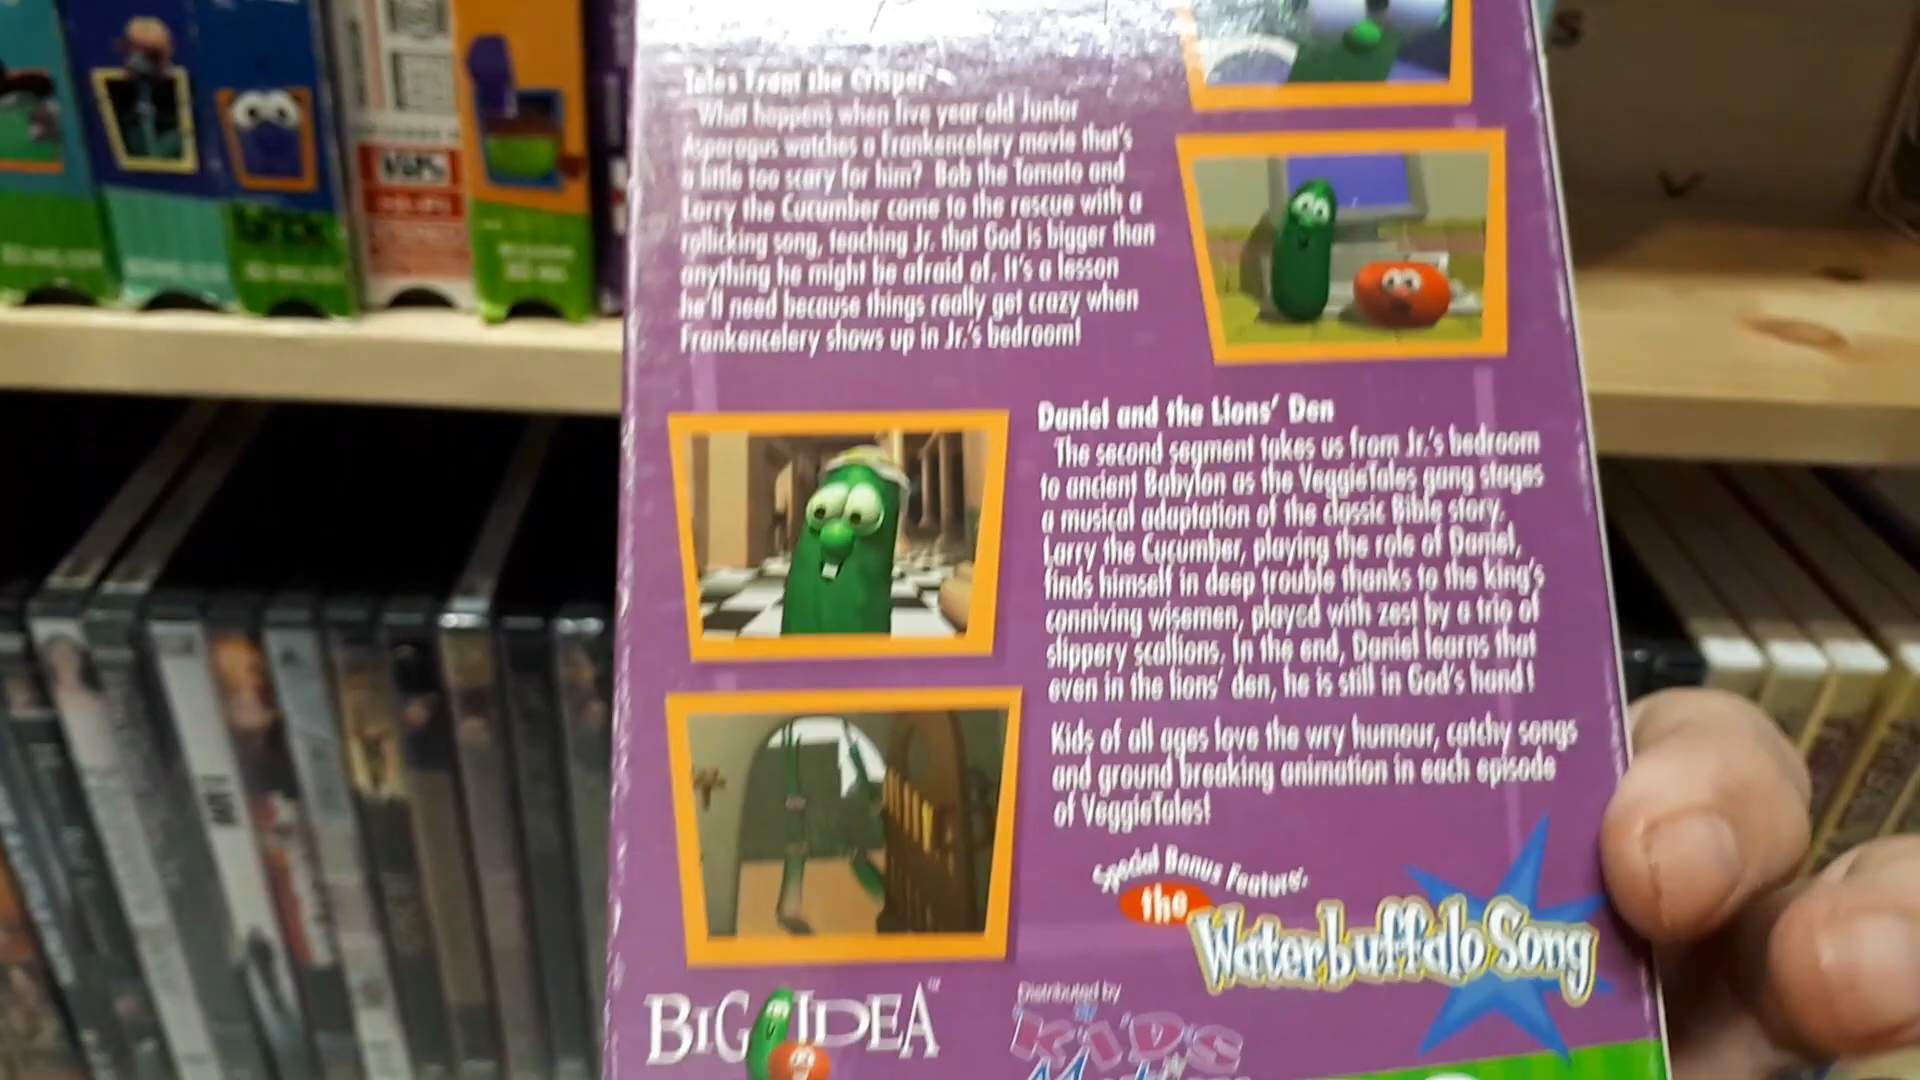 Tales from the Crisper
What happens when five year-old Junior
Asparagus watches a Frankencelery movie that's
a little too scary for him? Bob the Tomato and
Larry the Cucumber come to the rescue with a
rollicking song, teaching Jr. that God is bigger than
anything he might be afraid of. It's a lesson
he'll need because things really get crazy when
Frankencelery shows up in Jr.'s bedroom!
Daniel and the Lions' Den
The second segment takes us from Jr.'s bedroom
to ancient Babylon as the VeggieTales gang stages
a musical adaptation of the classic Bible story.
Larry the Cucumber, playing the role of Daniel,
finds himself in deep trouble thanks to the king's
conniving wisemen, played with zest by a trio of
slippery scallions. In the end, Daniel learns that
even in the lions' den, he is still in God's hand!
Kids of all ages love the wry humour, catchy songs
and ground breaking animation in each episode
of VeggieTales!
Special Bonus Feature:
the Waterbuffalo Song
BIG IDEA
Distributed by
KIDS
VHS